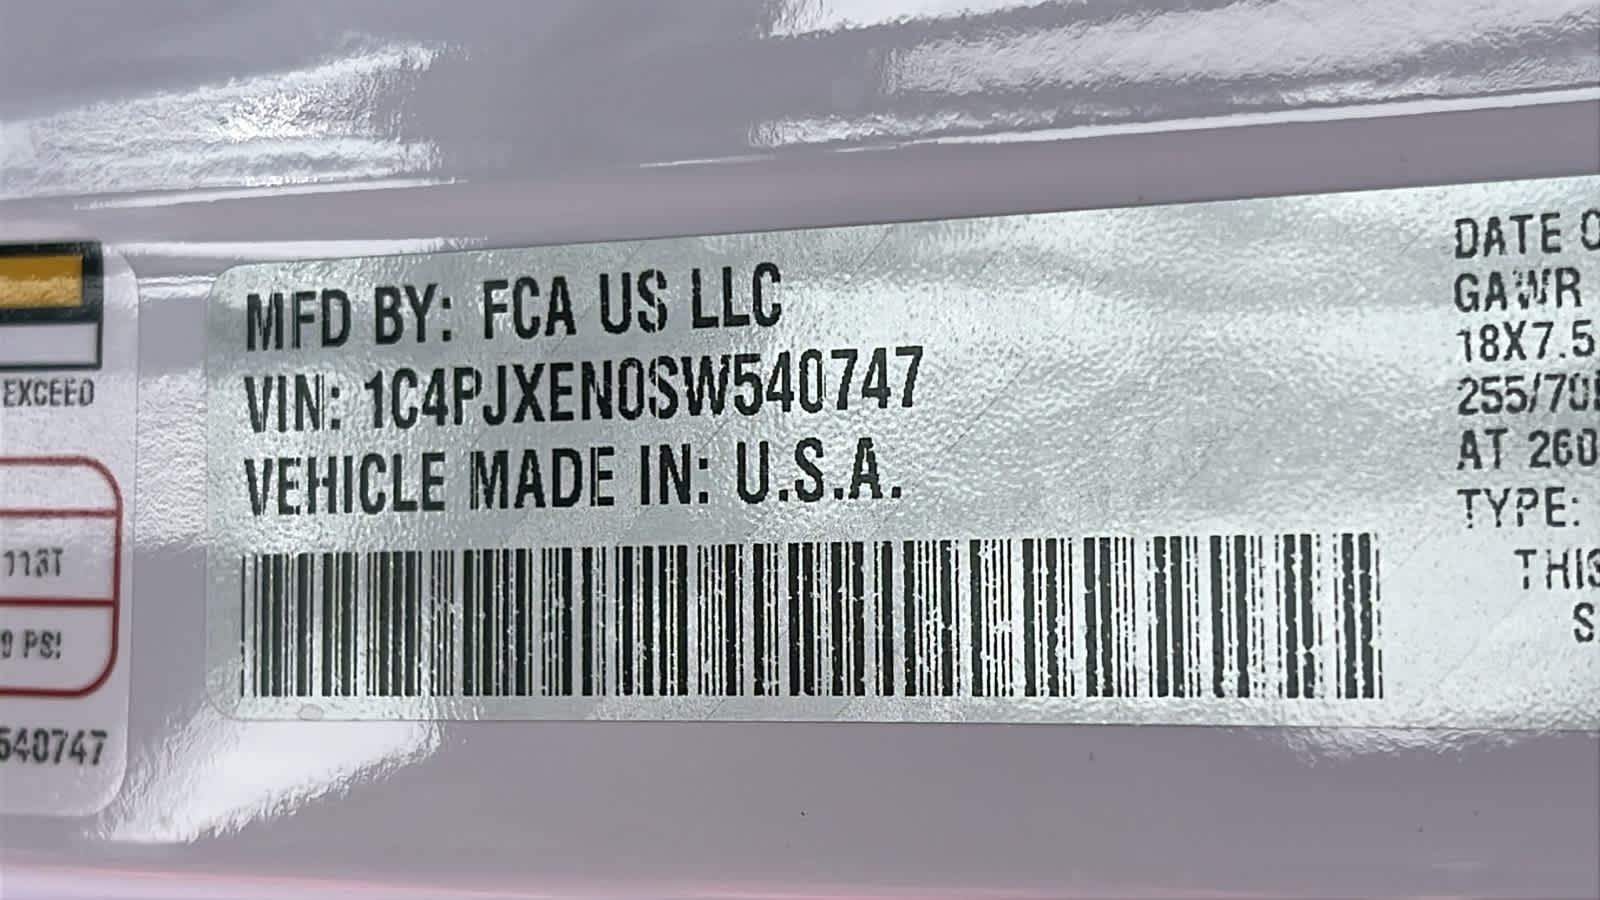 EXCEED
113T
0 PSI
540747
MFD BY: FCA US LLC
VIN: 1C4PJXEN0SW540747
VEHICLE MADE IN: U.S.A.
DATE O
GAWR
18X7.5
255/70
AT 260
TYPE:
THIS
S